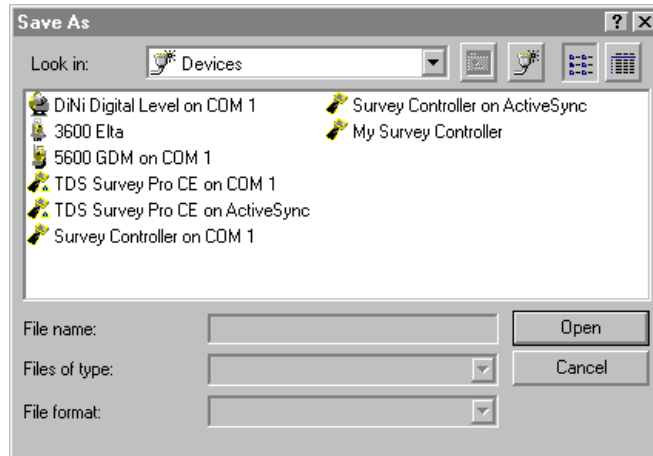 Save As
Look in:
Devices
DiNi Digital Level on COM 1
3600 Elta
5600 GDM on COM 1
TDS Survey Pro CE on COM 1
TDS Survey Pro CE on ActiveSync
Survey Controller on COM 1
Survey Controller on ActiveSync
My Survey Controller
File name:
Open
Files of type:
Cancel
File format: